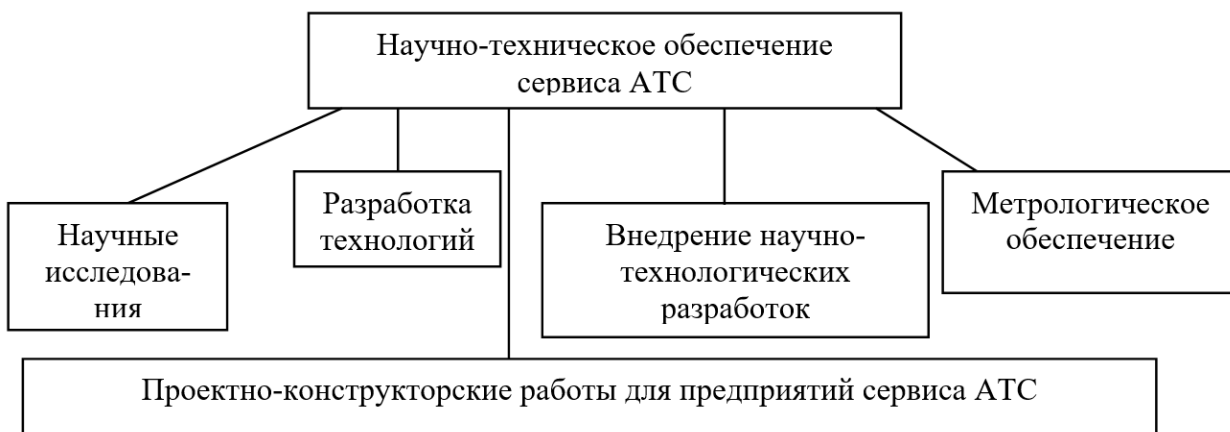 Научно-техническое обеспечение
сервиса АТС
Научные
исследова-
ния
Разработка
технологий
Внедрение научно-
технологических
разработок
Метрологическое
обеспечение
Проектно-конструкторские работы для предприятий сервиса АТС